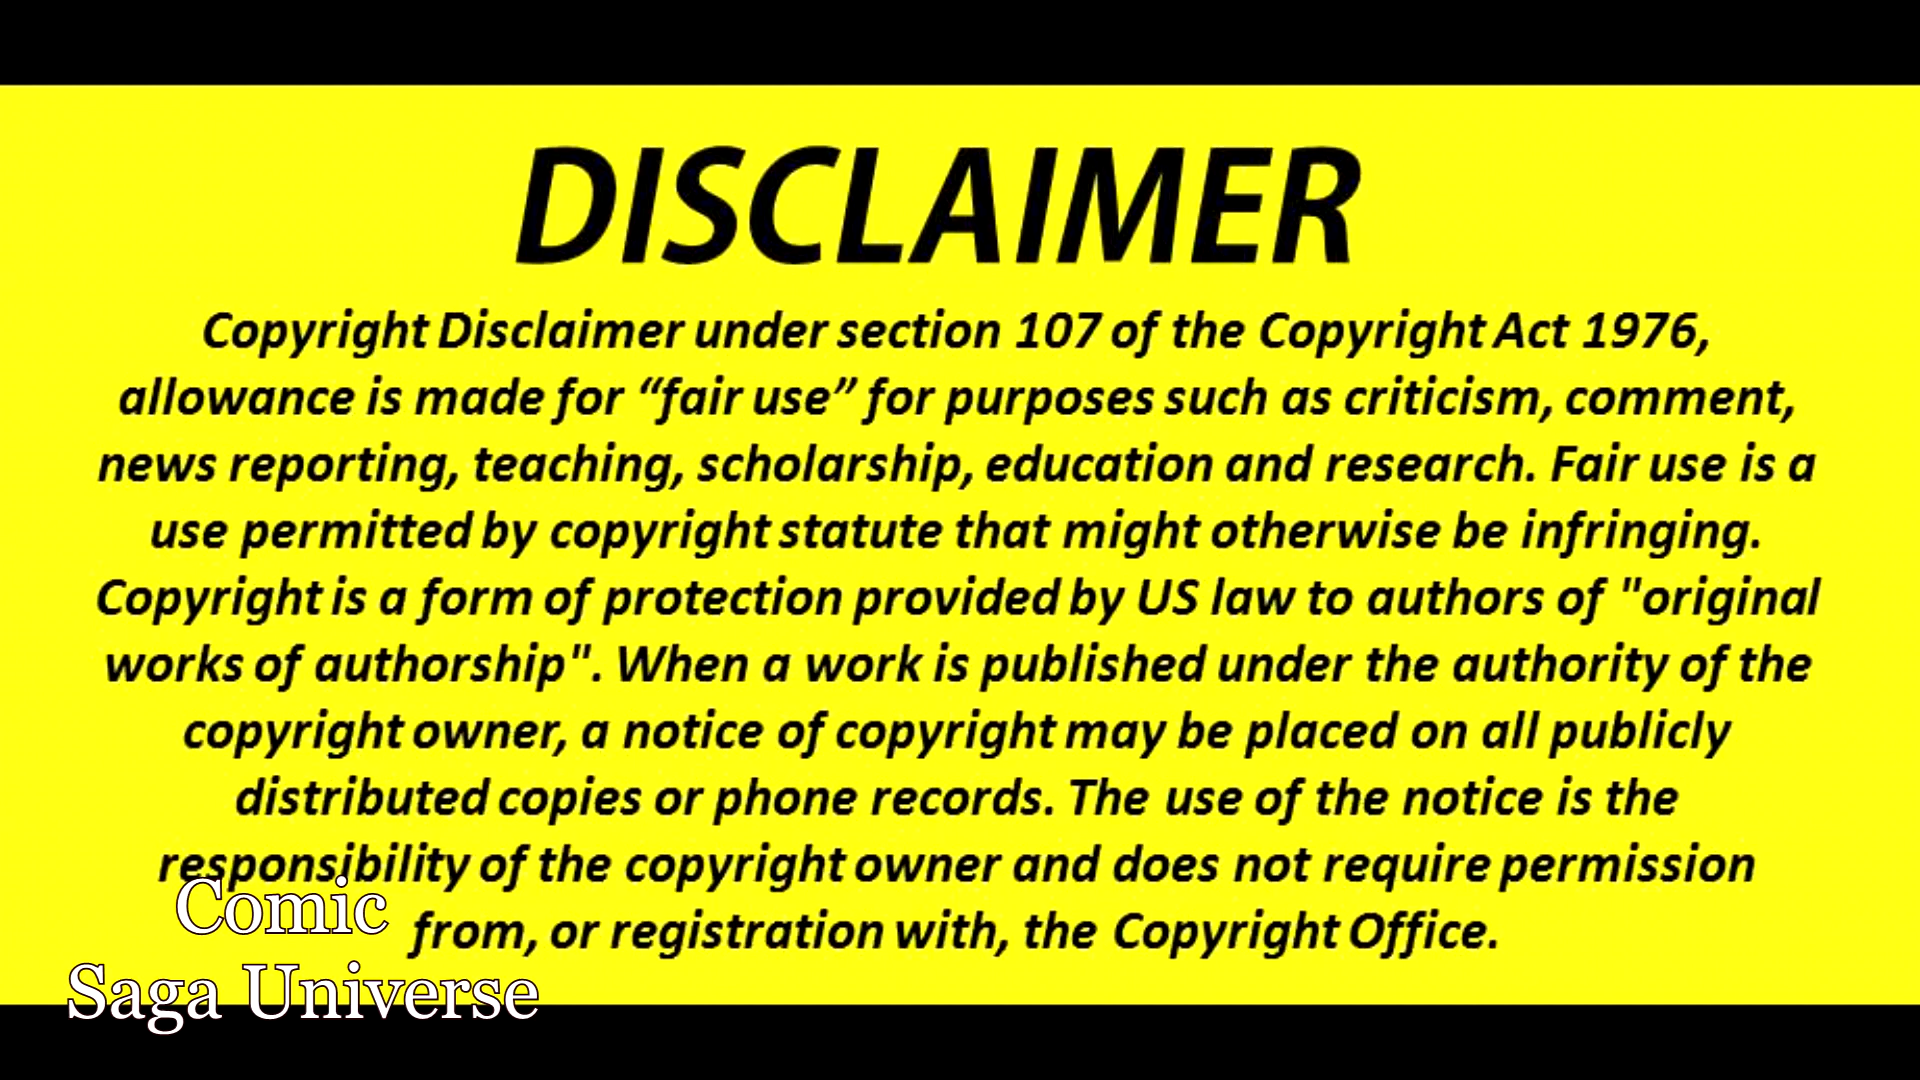 DISCLAIMER
Copyright Disclaimer under section 107 of the Copyright Act 1976,
allowance is made for “fair use” for purposes such as criticism, comment,
news reporting, teaching, scholarship, education and research. Fair use is a
use permitted by copyright statute that might otherwise be infringing.
Copyright is a form of protection provided by US law to authors of "original
works of authorship". When a work is published under the authority of the
copyright owner, a notice of copyright may be placed on all publicly
distributed copies or phone records. The use of the notice is the
responsibility of the copyright owner and does not require permission
from, or registration with, the Copyright Office.
Comic
Saga Universe